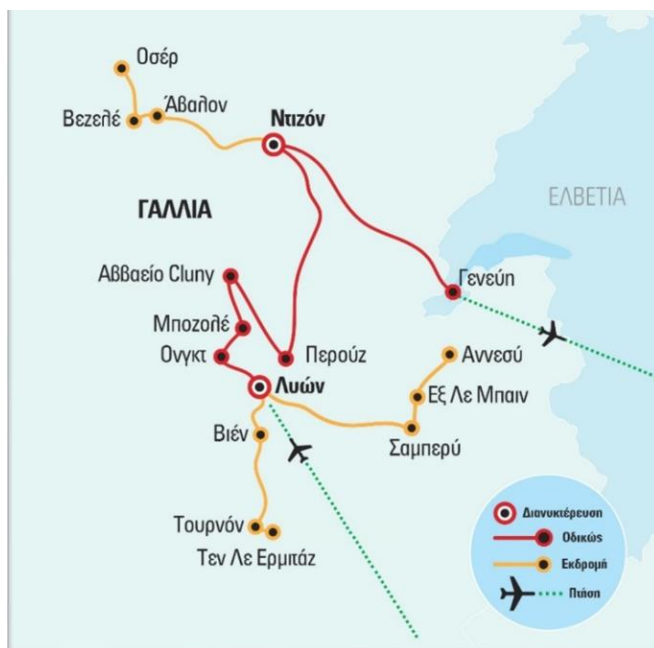 Οσέρ
Άβαλον
Βεζελέ
Ντιζόν
ΓΑΛΛΙΑ
ΕΛΒΕΤΙΑ
Αββαείο Cluny
Γενεύη
Μποζολέ
Ονγκτ
Περούζ
Αννεσύ
Λυών
Εξ Λε Μπαιν
Βιέν
Σαμπερύ
Τουρνόν
Τεν Λε Ερμιτάζ
Διανυκτέρευση
Οδικώς
Εκδρομή
Πτήση